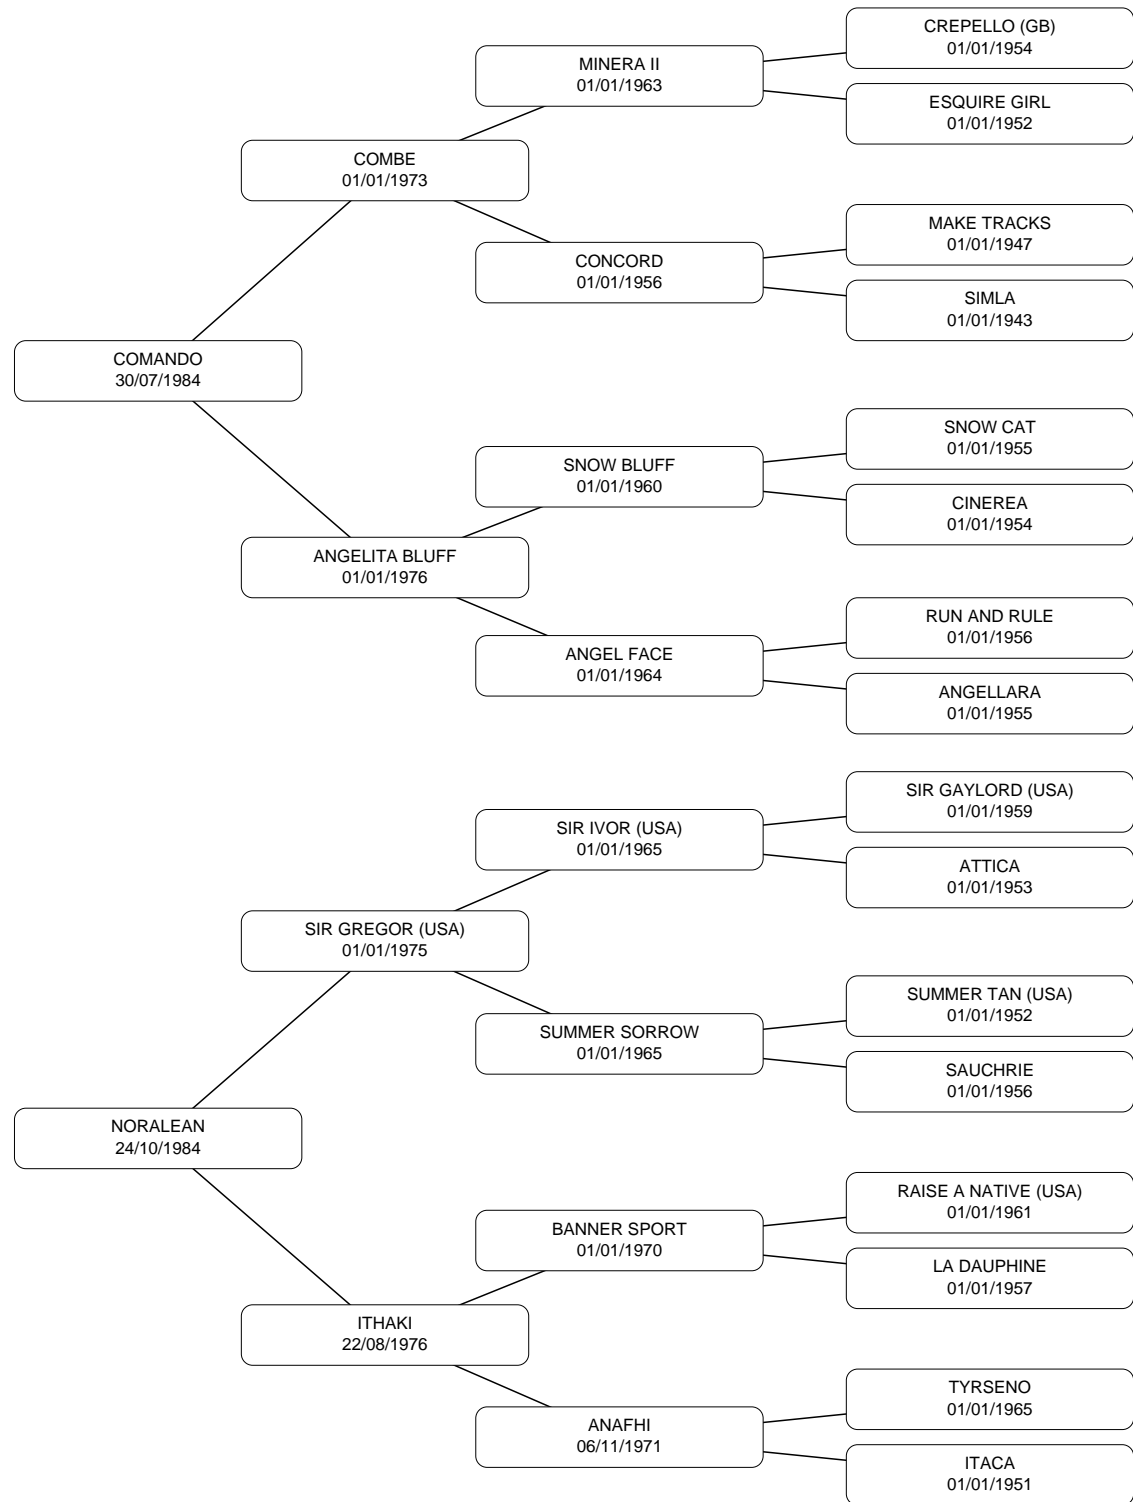 CREPELLO (GB)
01/01/1954
MINERA II
01/01/1963
ESQUIRE GIRL
01/01/1952
COMBE
01/01/1973
MAKE TRACKS
01/01/1947
CONCORD
01/01/1956
SIMLA
01/01/1943
COMANDO
30/07/1984
SNOW CAT
01/01/1955
SNOW BLUFF
01/01/1960
CINEREA
01/01/1954
ANGELITA BLUFF
01/01/1976
RUN AND RULE
01/01/1956
ANGEL FACE
01/01/1964
ANGELLARA
01/01/1955
SIR GAYLORD (USA)
01/01/1959
SIR IVOR (USA)
01/01/1965
ATTICA
01/01/1953
SIR GREGOR (USA)
01/01/1975
SUMMER TAN (USA)
01/01/1952
SUMMER SORROW
01/01/1965
SAUCHRIE
01/01/1956
NORALEAN
24/10/1984
RAISE A NATIVE (USA)
01/01/1961
BANNER SPORT
01/01/1970
LA DAUPHINE
01/01/1957
ITHAKI
22/08/1976
TYRSENO
01/01/1965
ANAFHI
06/11/1971
ITACA
01/01/1951